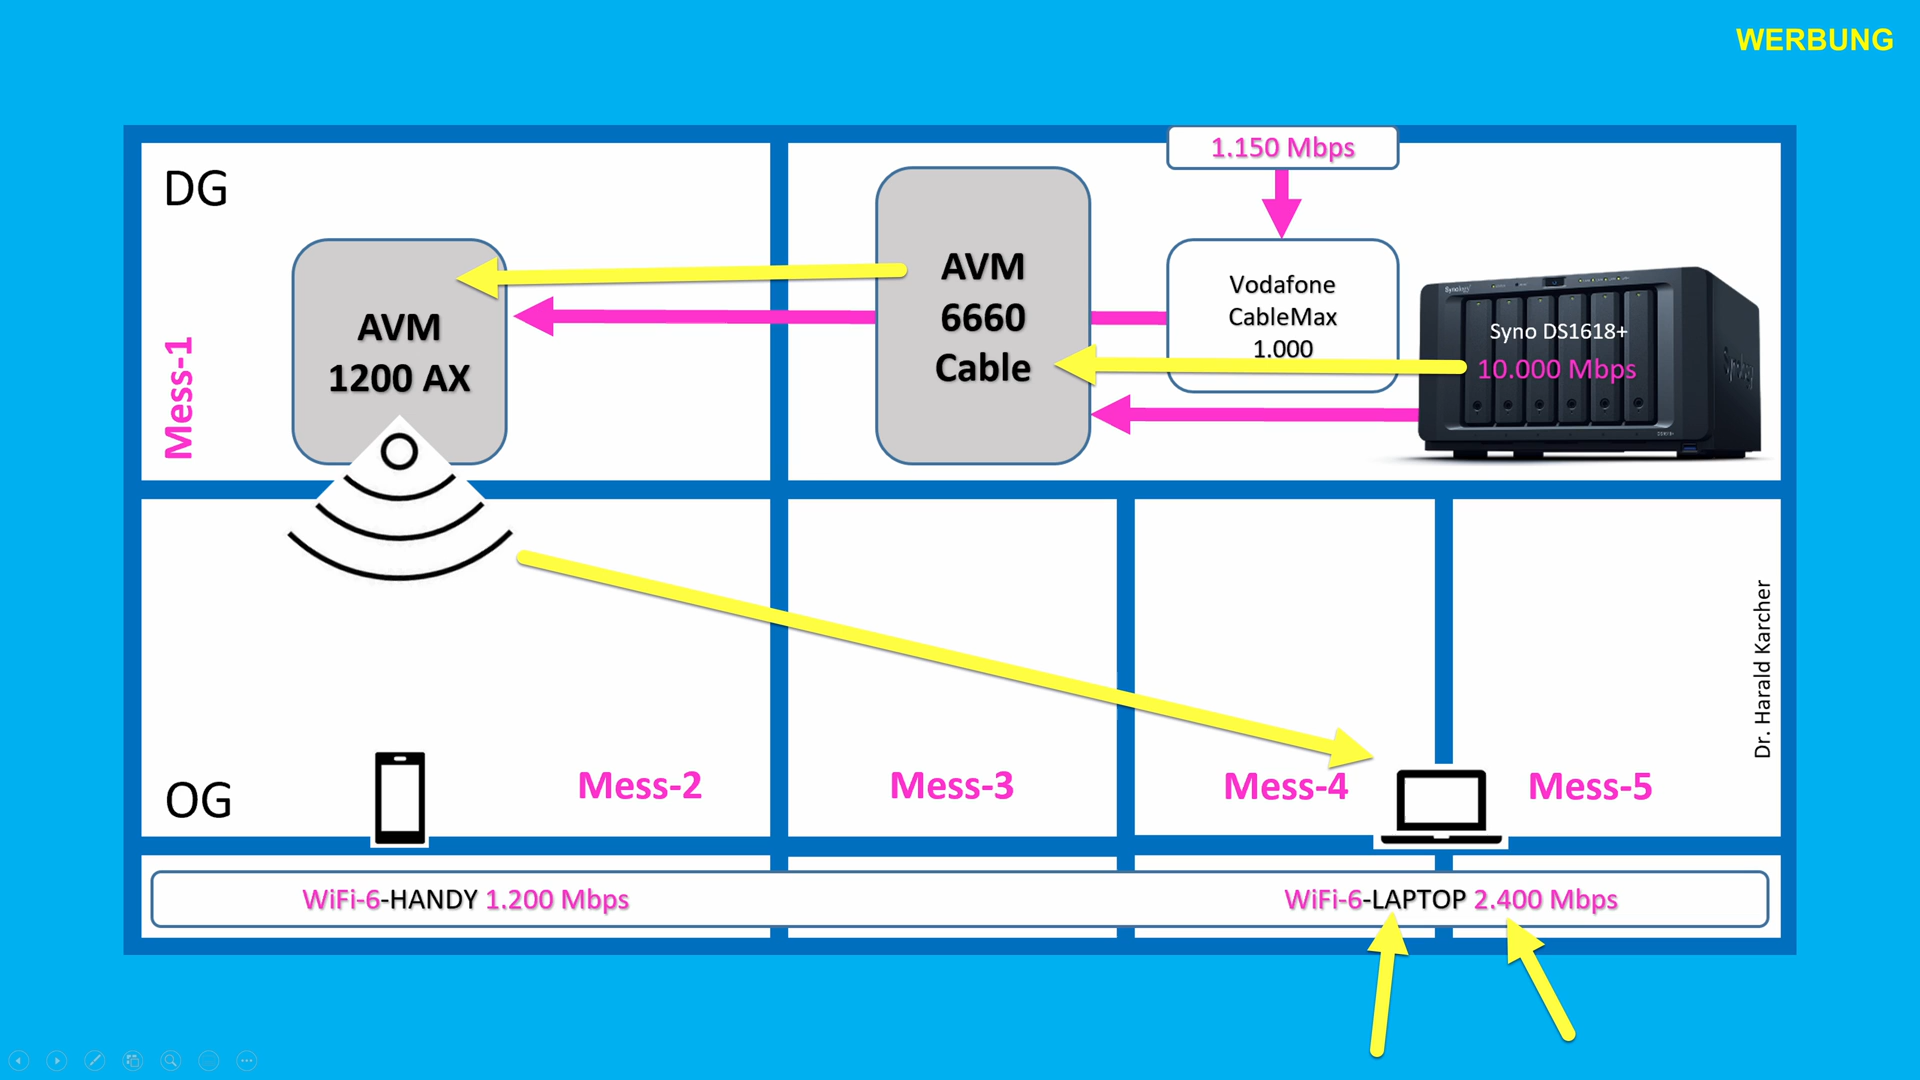 WERBUNG
1.150 Mbps
DG
AVM
1200 AX
AVM
6660
Cable
Vodafone
CableMax
1.000
Synology
Syno DS1618+
10.000 Mbps
Synology
Mess-1
OG
Mess-2
Mess-3
Mess-4
Mess-5
Dr. Harald Karcher
WiFi-6-HANDY 1.200 Mbps
WiFi-6-LAPTOP 2.400 Mbps